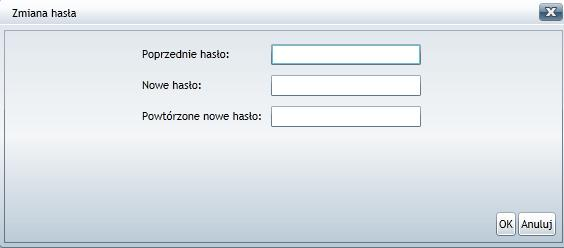 Zmiana hasła
Poprzednie hasło:
Nowe hasło:
Powtórzone nowe hasło:
OK Anuluj